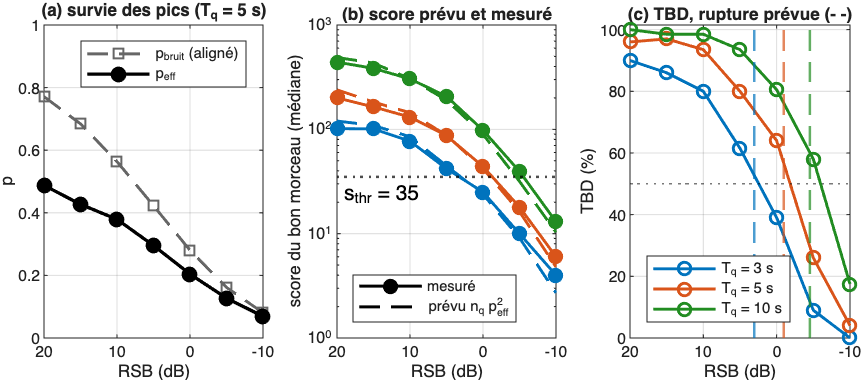 (a) survie des pics (Tq = 5 s)
pbruit (aligné)
peff
1
0.8
0.6
0.4
0.2
0
p
20
10
0
-10
RSB (dB)
(b) score prévu et mesuré
10³
10²
10¹
10⁰
score du bon morceau (médiane)
sthr = 35
mesuré
prévu nq p²eff
20
10
0
-10
RSB (dB)
(c) TBD, rupture prévue (- -)
100
80
60
40
20
0
TBD (%)
Tq = 3 s
Tq = 5 s
Tq = 10 s
20
10
0
-10
RSB (dB)